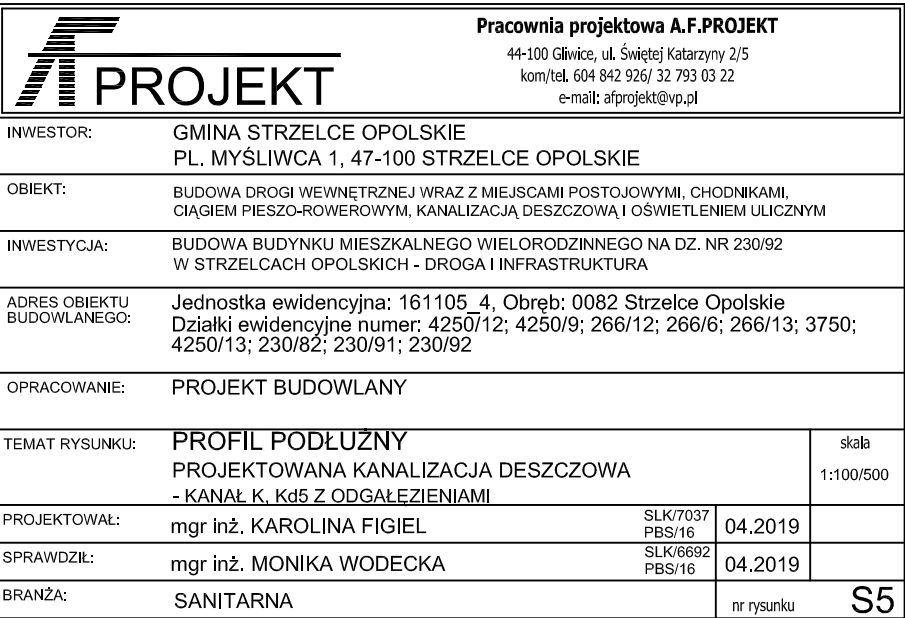 AF
PROJEKT
Pracownia projektowa A.F.PROJEKT
44-100 Gliwice, ul. Świętej Katarzyny 2/5
kom/tel. 604 842 926/ 32 793 03 22
e-mail: afprojekt@vp.pl
INWESTOR:
GMINA STRZELCE OPOLSKIE
PL. MYŚLIWCA 1, 47-100 STRZELCE OPOLSKIE
OBIEKT:
BUDOWA DROGI WEWNĘTRZNEJ WRAZ Z MIEJSCAMI POSTOJOWYMI, CHODNIKAMI,
CIĄGIEM PIESZO-ROWEROWYM, KANALIZACJĄ DESZCZOWĄ I OŚWIETLENIEM ULICZNYM
INWESTYCJA:
BUDOWA BUDYNKU MIESZKALNEGO WIELORODZINNEGO NA DZ. NR 230/92
W STRZELCACH OPOLSKICH - DROGA I INFRASTRUKTURA
ADRES OBIEKTU
BUDOWLANEGO:
Jednostka ewidencyjna: 161105_4, Obręb: 0082 Strzelce Opolskie
Działki ewidencyjne numer: 4250/12; 4250/9; 266/12; 266/6; 266/13; 3750;
4250/13; 230/82; 230/91; 230/92
OPRACOWANIE:
PROJEKT BUDOWLANY
TEMAT RYSUNKU:
PROFIL PODŁUŻNY
PROJEKTOWANA KANALIZACJA DESZCZOWA
- KANAŁ K, Kd5 Z ODGAŁĘZIENIAMI
skala
1:100/500
PROJEKTOWAŁ:
mgr inż. KAROLINA FIGIEL
SLK/7037
PBS/16
04.2019
SPRAWDZIŁ:
mgr inż. MONIKA WODECKA
SLK/6692
PBS/16
04.2019
BRANŻA:
SANITARNA
nr rysunku
S5